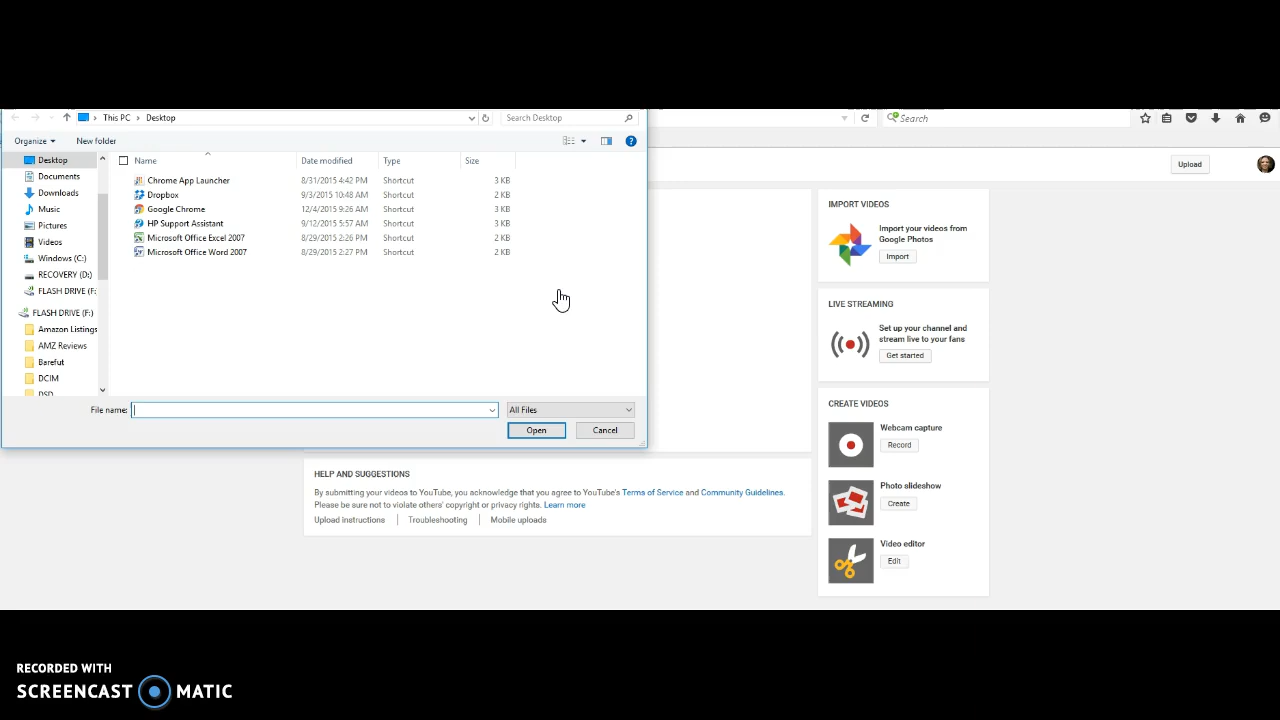 This PC Desktop
Search Desktop
Search
Organize New folder
Name Date modified Type Size
Desktop
Documents
Downloads
Music
Pictures
Videos
Windows (C:)
RECOVERY (D:)
FLASH DRIVE (F:
FLASH DRIVE (F:)
Amazon Listings
AMZ Reviews
Barefut
DCIM
DSD
Chrome App Launcher 8/31/2015 4:42 PM Shortcut 3 KB
Dropbox 9/3/2015 10:48 AM Shortcut 2 KB
Google Chrome 12/4/2015 9:26 AM Shortcut 3 KB
HP Support Assistant 9/12/2015 5:57 AM Shortcut 3 KB
Microsoft Office Excel 2007 8/29/2015 2:26 PM Shortcut 2 KB
Microsoft Office Word 2007 8/29/2015 2:27 PM Shortcut 2 KB
File name: All Files
Open Cancel
Upload
IMPORT VIDEOS
Import your videos from
Google Photos
Import
LIVE STREAMING
Set up your channel and
stream live to your fans
Get started
CREATE VIDEOS
Webcam capture
Record
Photo slideshow
Create
Video editor
Edit
HELP AND SUGGESTIONS
By submitting your videos to YouTube, you acknowledge that you agree to YouTube's Terms of Service and Community Guidelines.
Please be sure not to violate others' copyright or privacy rights. Learn more
Upload instructions Troubleshooting Mobile uploads
RECORDED WITH
SCREENCAST MATIC